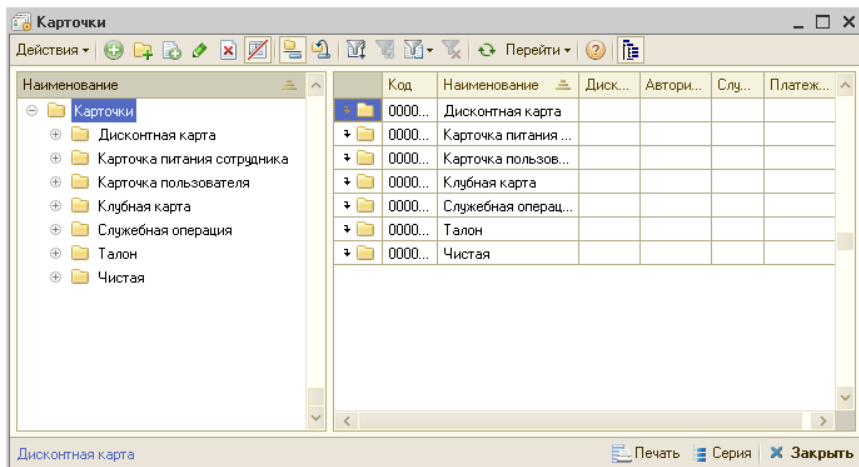 Карточки
Действия Перейти
Наименование
Карточки
Дисконтная карта
Карточка питания сотрудника
Карточка пользователя
Клубная карта
Служебная операция
Талон
Чистая
Код Наименование Диск... Автори... Слу... Платеж...
0000... Дисконтная карта
0000... Карточка питания ...
0000... Карточка пользов...
0000... Клубная карта
0000... Служебная операц...
0000... Талон
0000... Чистая
Дисконтная карта Печать Серия Закрыть